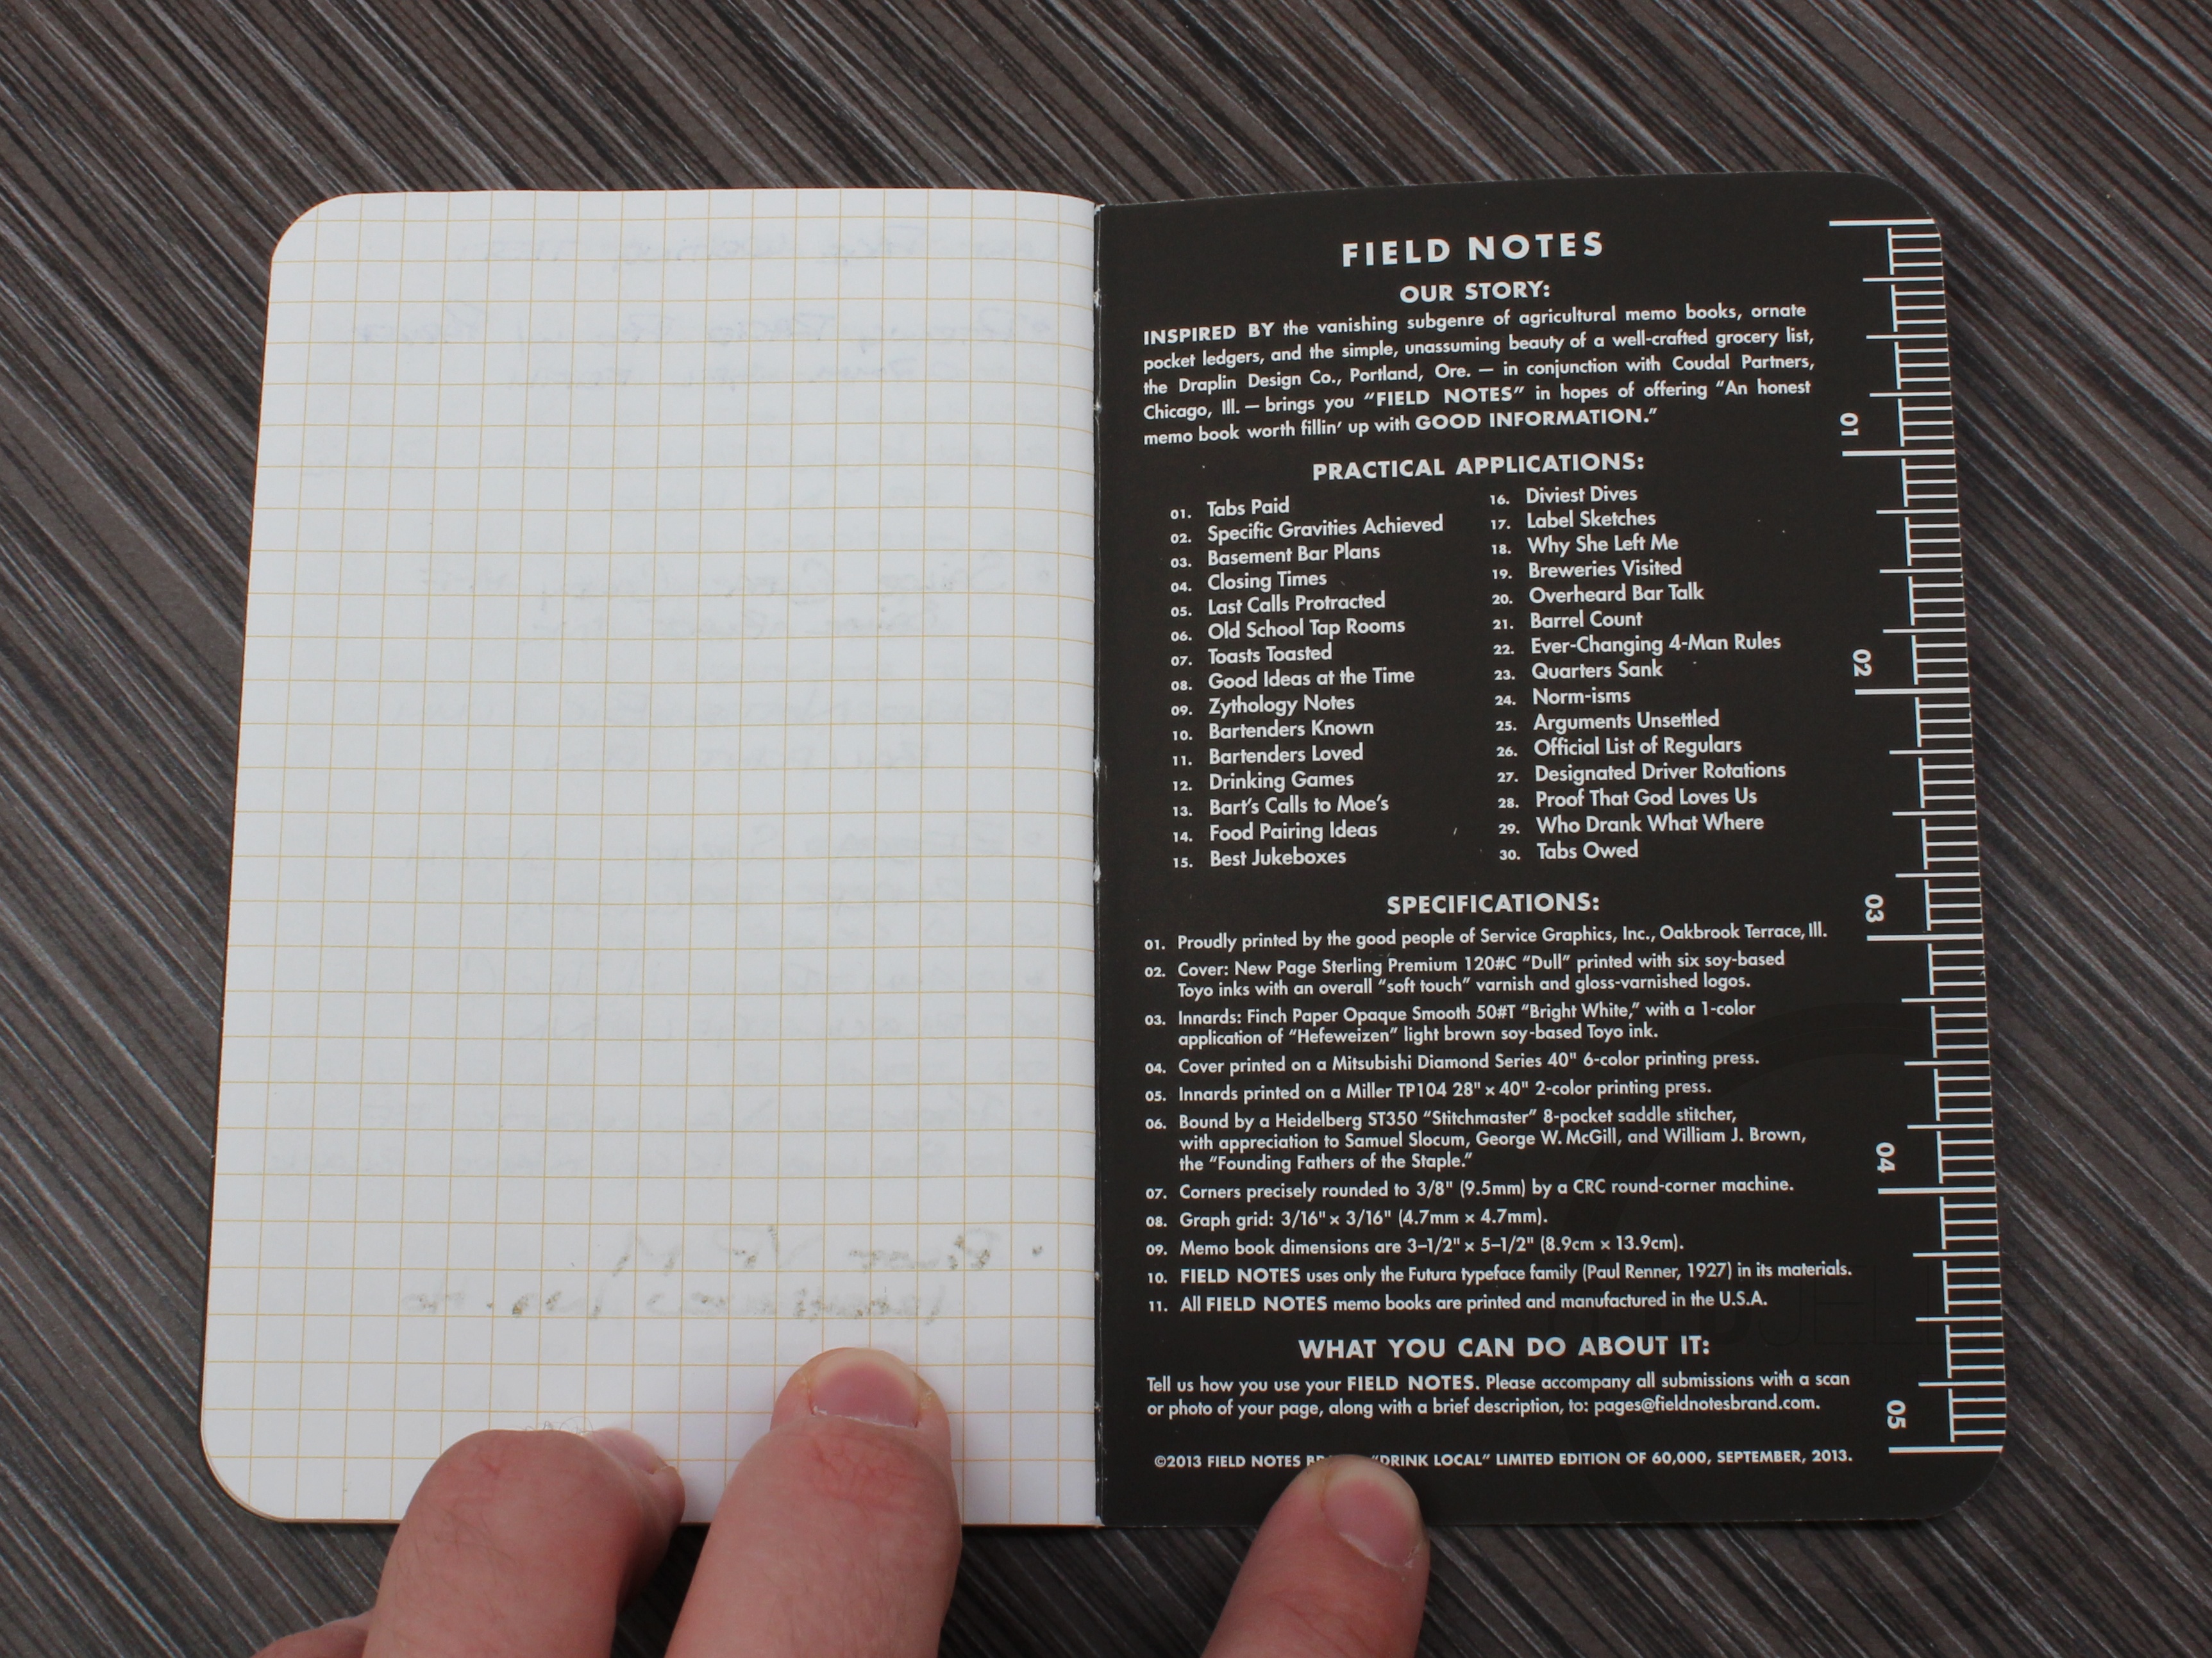 FIELD NOTES
OUR STORY:
INSPIRED BY the vanishing subgenre of agricultural memo books, ornate
pocket ledgers, and the simple, unassuming beauty of a well-crafted grocery list,
the Draplin Design Co., Portland, Ore. — in conjunction with Coudal Partners,
Chicago, Ill. — brings you “FIELD NOTES” in hopes of offering “An honest
memo book worth fillin’ up with GOOD INFORMATION.”
PRACTICAL APPLICATIONS:
01. Tabs Paid
02. Specific Gravities Achieved
03. Basement Bar Plans
04. Closing Times
05. Last Calls Protracted
06. Old School Tap Rooms
07. Toasts Toasted
08. Good Ideas at the Time
09. Zythology Notes
10. Bartenders Known
11. Bartenders Loved
12. Drinking Games
13. Bart’s Calls to Moe’s
14. Food Pairing Ideas
15. Best Jukeboxes
16. Diviest Dives
17. Label Sketches
18. Why She Left Me
19. Breweries Visited
20. Overheard Bar Talk
21. Barrel Count
22. Ever-Changing 4-Man Rules
23. Quarters Sank
24. Norm-isms
25. Arguments Unsettled
26. Official List of Regulars
27. Designated Driver Rotations
28. Proof That God Loves Us
29. Who Drank What Where
30. Tabs Owed
SPECIFICATIONS:
01. Proudly printed by the good people of Service Graphics, Inc., Oakbrook Terrace, Ill.
02. Cover: New Page Sterling Premium 120#C “Dull” printed with six soy-based
Toyo inks with an overall “soft touch” varnish and gloss-varnished logos.
03. Innards: Finch Paper Opaque Smooth 50#T “Bright White,” with a 1-color
application of “Hefeweizen” light brown soy-based Toyo ink.
04. Cover printed on a Mitsubishi Diamond Series 40" 6-color printing press.
05. Innards printed on a Miller TP104 28" × 40" 2-color printing press.
06. Bound by a Heidelberg ST350 “Stitchmaster” 8-pocket saddle stitcher,
with appreciation to Samuel Slocum, George W. McGill, and William J. Brown,
the “Founding Fathers of the Staple.”
07. Corners precisely rounded to 3/8" (9.5mm) by a CRC round-corner machine.
08. Graph grid: 3/16" × 3/16" (4.7mm × 4.7mm).
09. Memo book dimensions are 3–1/2" × 5–1/2" (8.9cm × 13.9cm).
10. FIELD NOTES uses only the Futura typeface family (Paul Renner, 1927) in its materials.
11. All FIELD NOTES memo books are printed and manufactured in the U.S.A.
WHAT YOU CAN DO ABOUT IT:
Tell us how you use your FIELD NOTES. Please accompany all submissions with a scan
or photo of your page, along with a brief description, to: pages@fieldnotesbrand.com.
©2013 FIELD NOTES “DRINK LOCAL” LIMITED EDITION OF 60,000, SEPTEMBER, 2013.
01
02
03
04
05